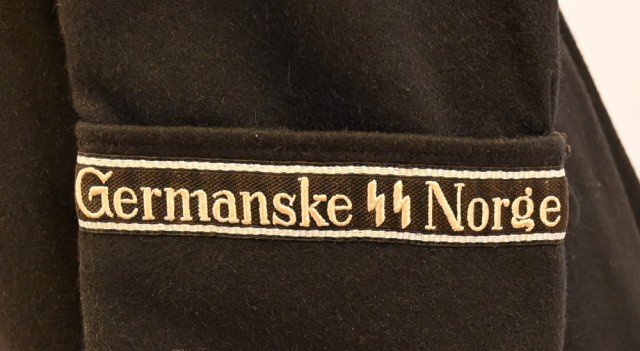 Germanske ᛋᛋ Norge